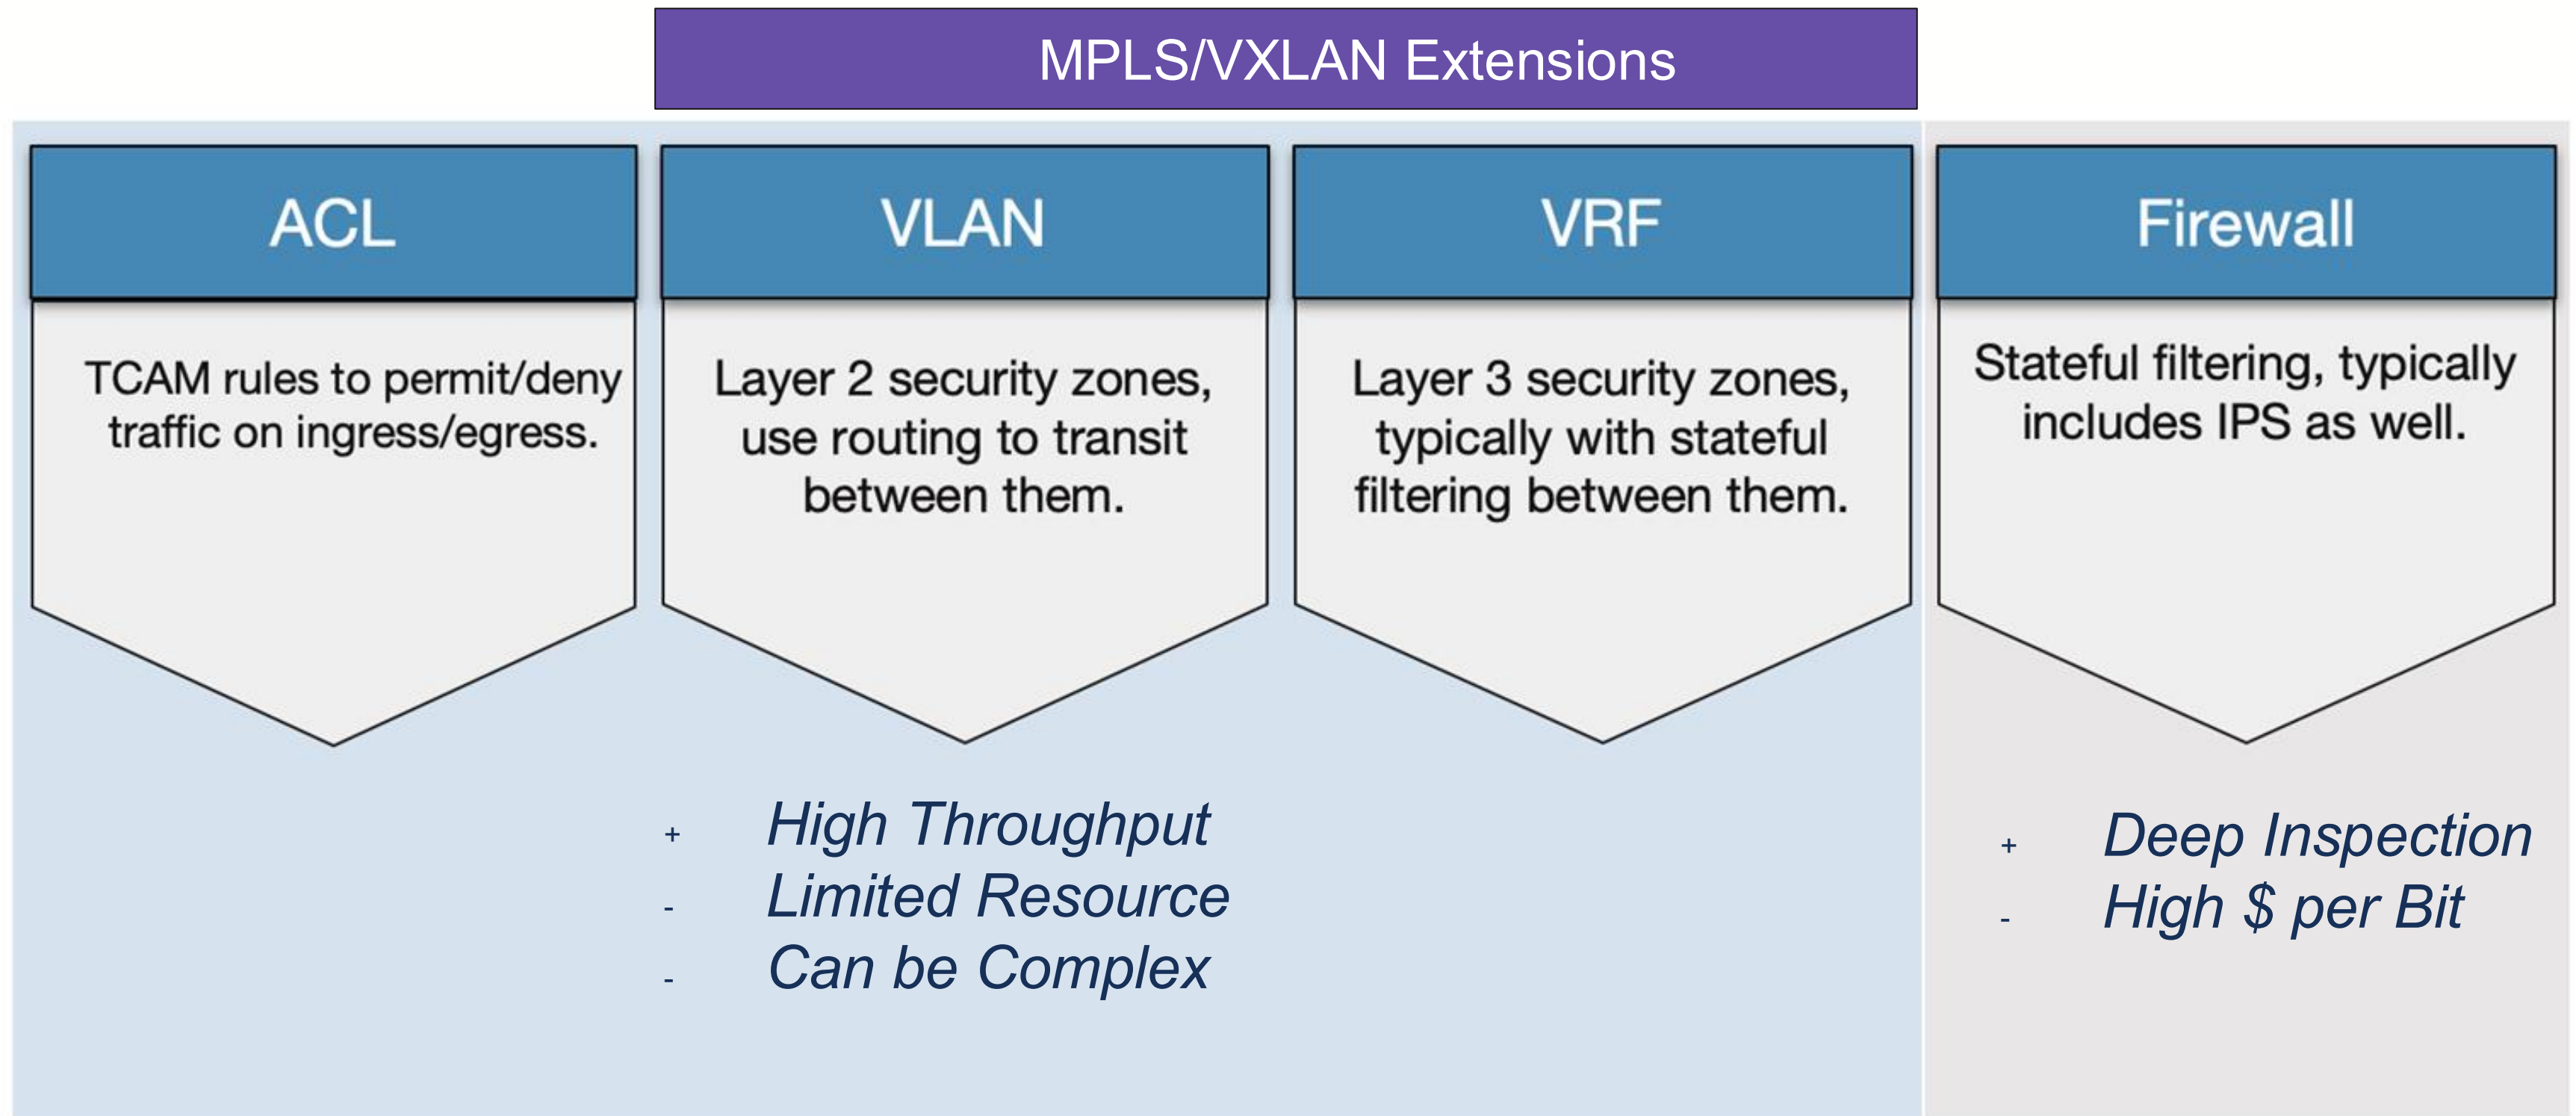 MPLS/VXLAN Extensions
ACL
TCAM rules to permit/deny
traffic on ingress/egress.
VLAN
Layer 2 security zones,
use routing to transit
between them.
VRF
Layer 3 security zones,
typically with stateful
filtering between them.
Firewall
Stateful filtering, typically
includes IPS as well.
+ High Throughput
- Limited Resource
- Can be Complex
+ Deep Inspection
- High $ per Bit